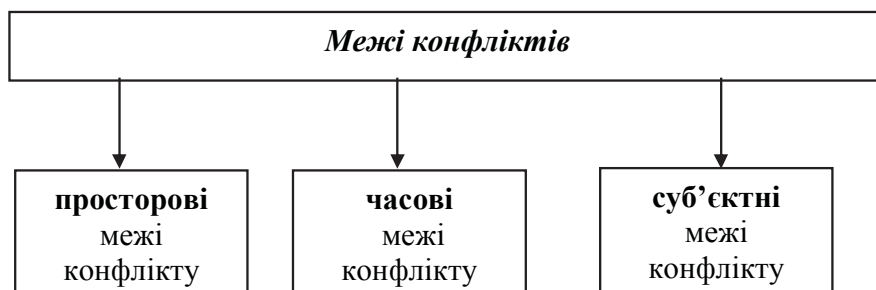 Межі конфліктів
просторові
межі
конфлікту
часові
межі
конфлікту
суб’єктні
межі
конфлікту